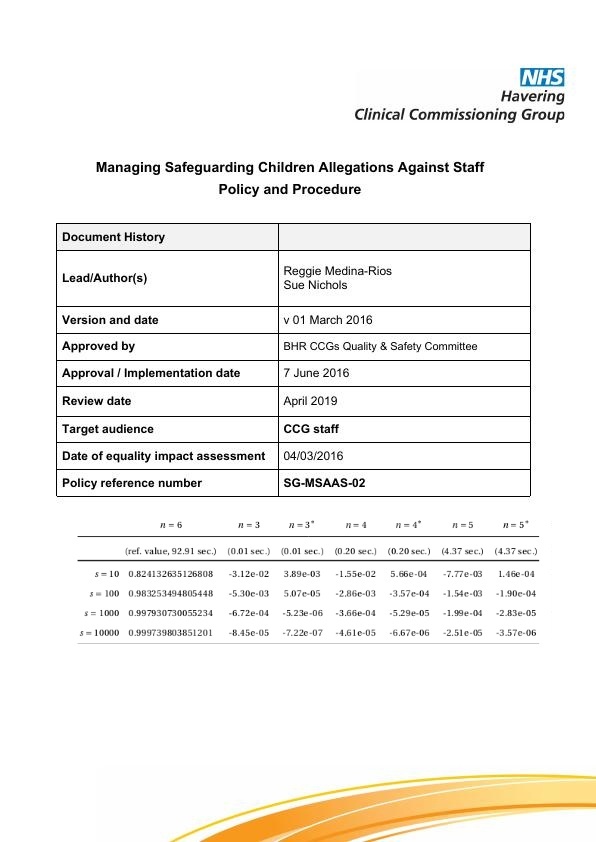 NHS
Havering
Clinical Commissioning Group
Managing Safeguarding Children Allegations Against Staff
Policy and Procedure
Document History
Lead/Author(s) Reggie Medina-Rios
Sue Nichols
Version and date v 01 March 2016
Approved by BHR CCGs Quality & Safety Committee
Approval / Implementation date 7 June 2016
Review date April 2019
Target audience CCG staff
Date of equality impact assessment 04/03/2016
Policy reference number SG-MSAAS-02
n = 6 n = 3 n = 3* n = 4 n = 4* n = 5 n = 5*
(ref. value, 92.91 sec.) (0.01 sec.) (0.01 sec.) (0.20 sec.) (0.20 sec.) (4.37 sec.) (4.37 sec.)
s = 10 0.824132635126808 -3.12e-02 3.89e-03 -1.55e-02 5.66e-04 -7.77e-03 1.46e-04
s = 100 0.983253494805448 -5.30e-03 5.07e-05 -2.86e-03 -3.57e-04 -1.54e-03 -1.90e-04
s = 1000 0.997930730055234 -6.72e-04 -5.23e-06 -3.66e-04 -5.29e-05 -1.99e-04 -2.83e-05
s = 10000 0.999739803851201 -8.45e-05 -7.22e-07 -4.61e-05 -6.67e-06 -2.51e-05 -3.57e-06